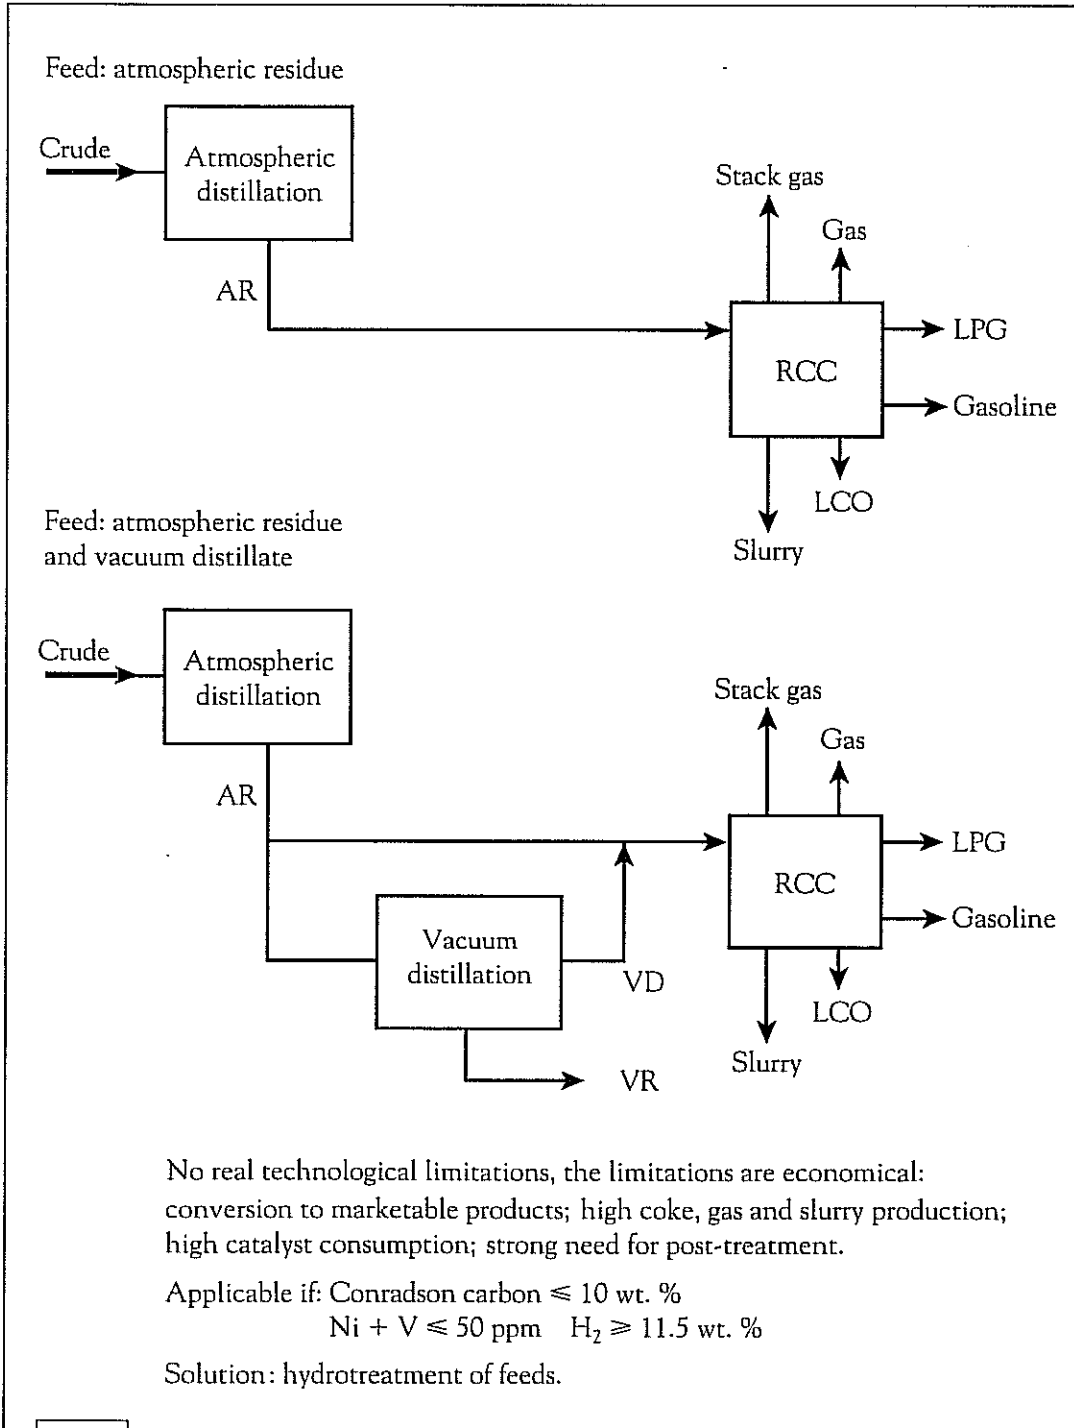 Feed: atmospheric residue
Crude
Atmospheric
distillation
AR
Stack gas
Gas
LPG
RCC
Gasoline
LCO
Slurry
Feed: atmospheric residue
and vacuum distillate
Crude
Atmospheric
distillation
AR
Stack gas
Gas
LPG
RCC
Gasoline
Vacuum
distillation
VD
LCO
Slurry
VR
No real technological limitations, the limitations are economical:
conversion to marketable products; high coke, gas and slurry production;
high catalyst consumption; strong need for post-treatment.
Applicable if: Conradson carbon ⩽ 10 wt. %
Ni + V ⩽ 50 ppm H₂ ⩾ 11.5 wt. %
Solution: hydrotreatment of feeds.